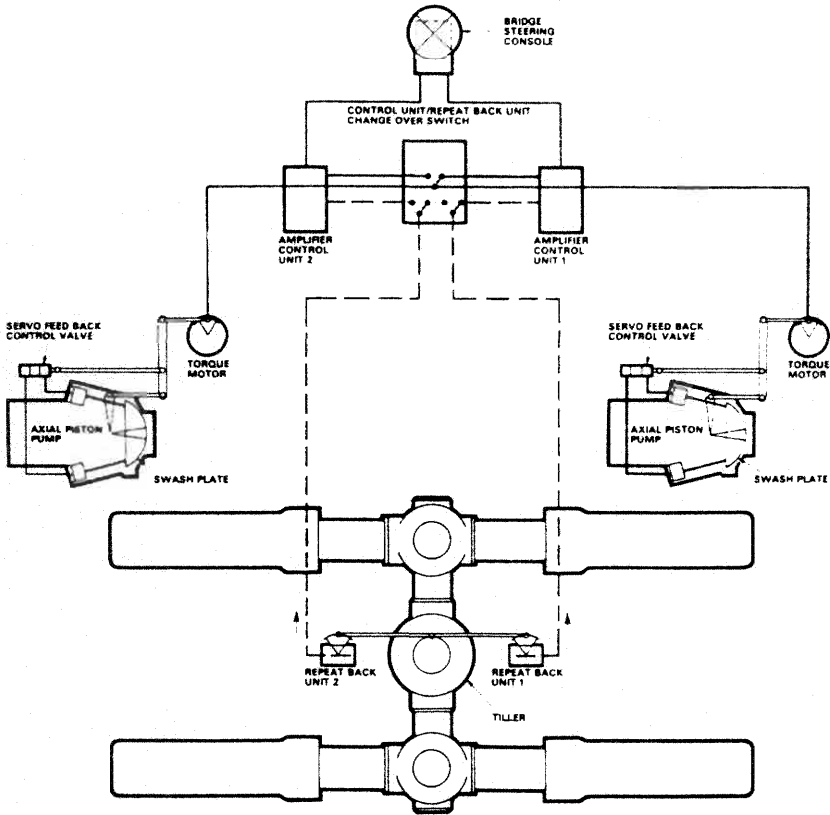 BRIDGE
STEERING
CONSOLE
CONTROL UNIT/REPEAT BACK UNIT
CHANGE OVER SWITCH
AMPLIFIER
CONTROL
UNIT 2
AMPLIFIER
CONTROL
UNIT 1
SERVO FEED BACK
CONTROL VALVE
TORQUE
MOTOR
AXIAL PISTON
PUMP
SWASH PLATE
SERVO FEED BACK
CONTROL VALVE
TORQUE
MOTOR
AXIAL PISTON
PUMP
SWASH PLATE
REPEAT BACK
UNIT 2
REPEAT BACK
UNIT 1
TILLER